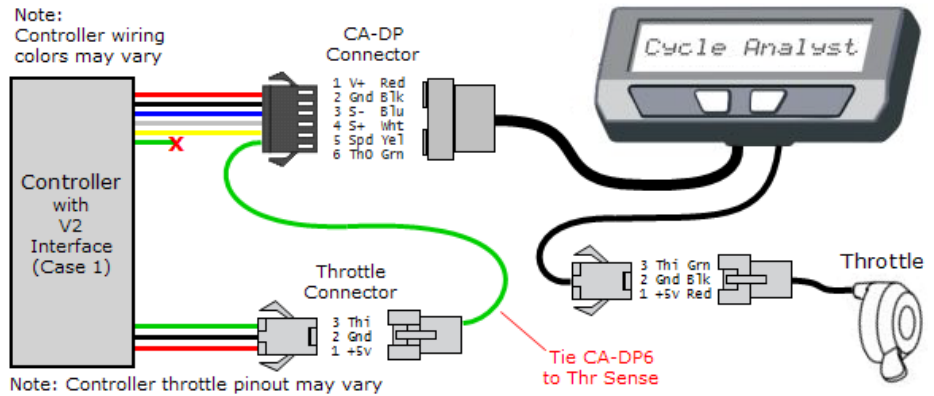 Note:
Controller wiring
colors may vary
CA-DP
Connector
1 V+ Red
2 Gnd Blk
3 S- Blu
4 S+ Wht
5 Spd Yel
6 ThO Grn
Cycle Analyst
X
Controller
with
V2
Interface
(Case 1)
Throttle
Connector
3 Thi
2 Gnd
1 +5v
3 Thi Grn
2 Gnd Blk
1 +5v Red
Throttle
Tie CA-DP6
to Thr Sense
Note: Controller throttle pinout may vary